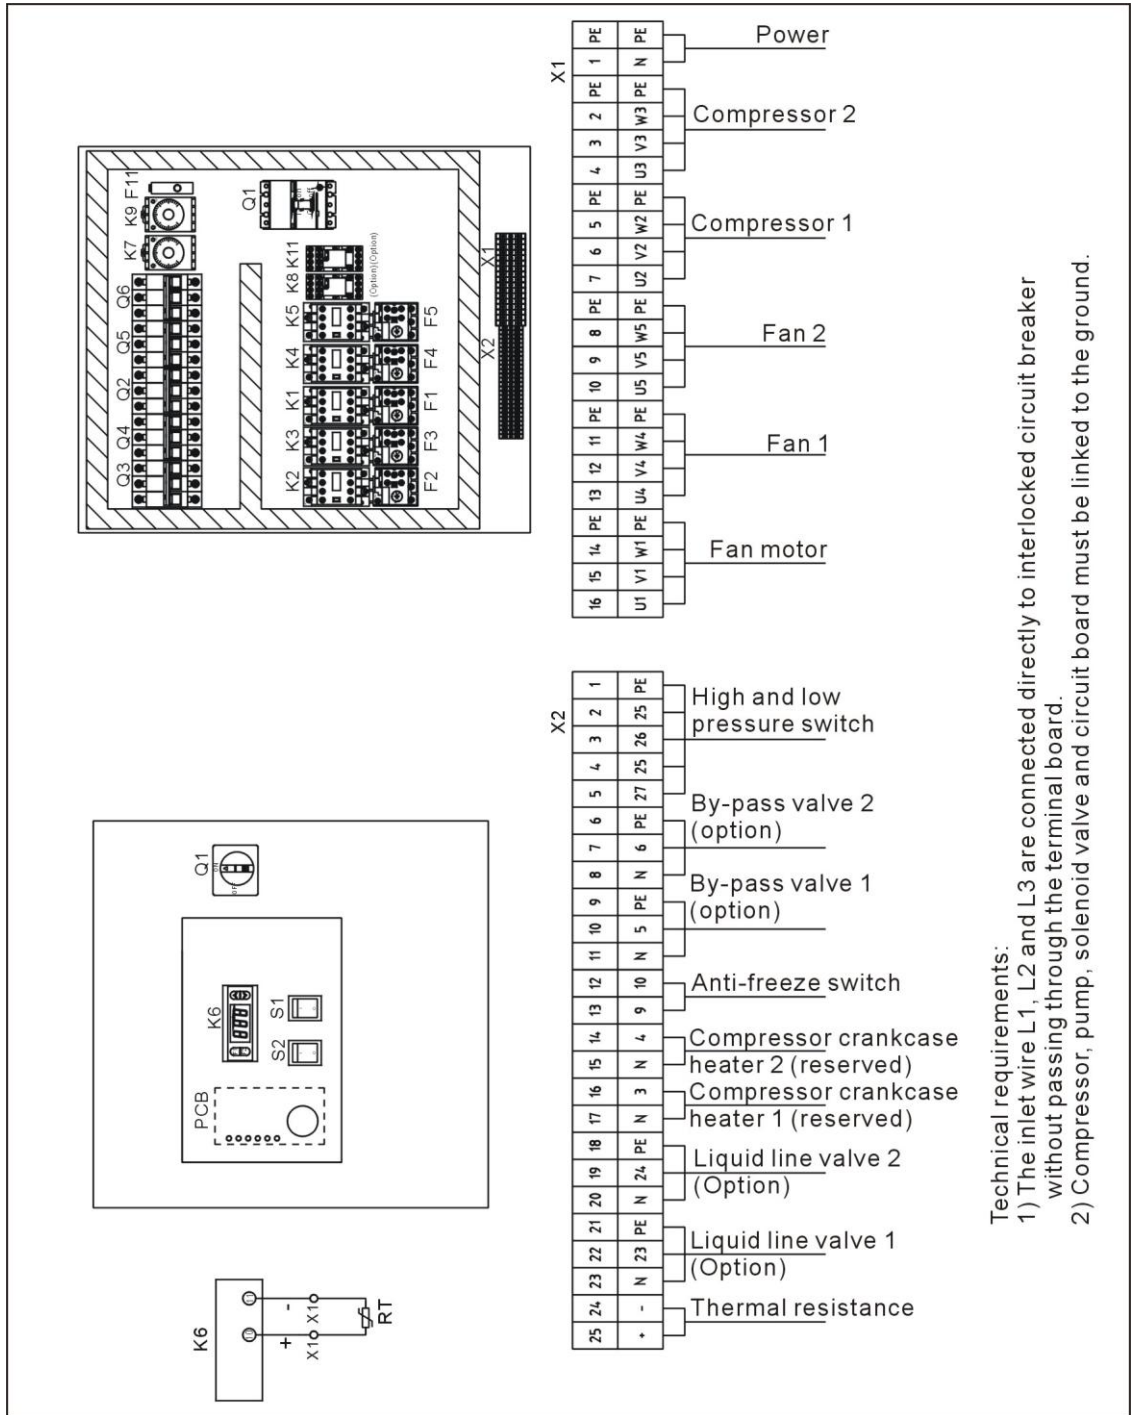 X1
PE PE
1 N
Power
PE PE
2 W3
3 V3
4 U3
Compressor 2
PE PE
5 W2
6 V2
7 U2
Compressor 1
PE PE
8 W5
9 V5
10 U5
Fan 2
PE PE
11 W4
12 V4
13 U4
Fan 1
PE PE
14 W1
15 V1
16 U1
Fan motor
F11
K9
K7
Q6
Q5
Q2
Q4
Q3
Q1
K11 (Option)
K8 (Option)
K5 F5
K4 F4
K1 F1
K3 F3
K2 F2
X1
X2
X2
1 PE
2 25
3 26
4 25
5 27
High and low
pressure switch
6 PE
7 6
8 N
By-pass valve 2
(option)
9 PE
10 5
11 N
By-pass valve 1
(option)
12 10
13 9
Anti-freeze switch
14 4
15 N
Compressor crankcase
heater 2 (reserved)
16 3
17 N
Compressor crankcase
heater 1 (reserved)
18 PE
19 24
20 N
Liquid line valve 2
(Option)
21 PE
22 23
23 N
Liquid line valve 1
(Option)
24 -
25 +
Thermal resistance
Q1
ON
OFF
K6
S1
S2
PCB
K6
- X1
+ X1
RT
Technical requirements:
1) The inlet wire L1, L2 and L3 are connected directly to interlocked circuit breaker
without passing through the terminal board.
2) Compressor, pump, solenoid valve and circuit board must be linked to the ground.